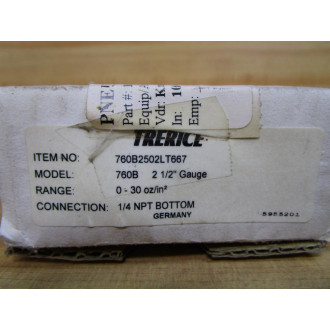 PNE
Part #:
Equip/
Vdr: K
In: 10
Emp:
TRERICE
ITEM NO: 760B2502LT667
MODEL: 760B 2 1/2" Gauge
RANGE: 0 - 30 oz/in²
CONNECTION: 1/4 NPT BOTTOM
GERMANY
5955201